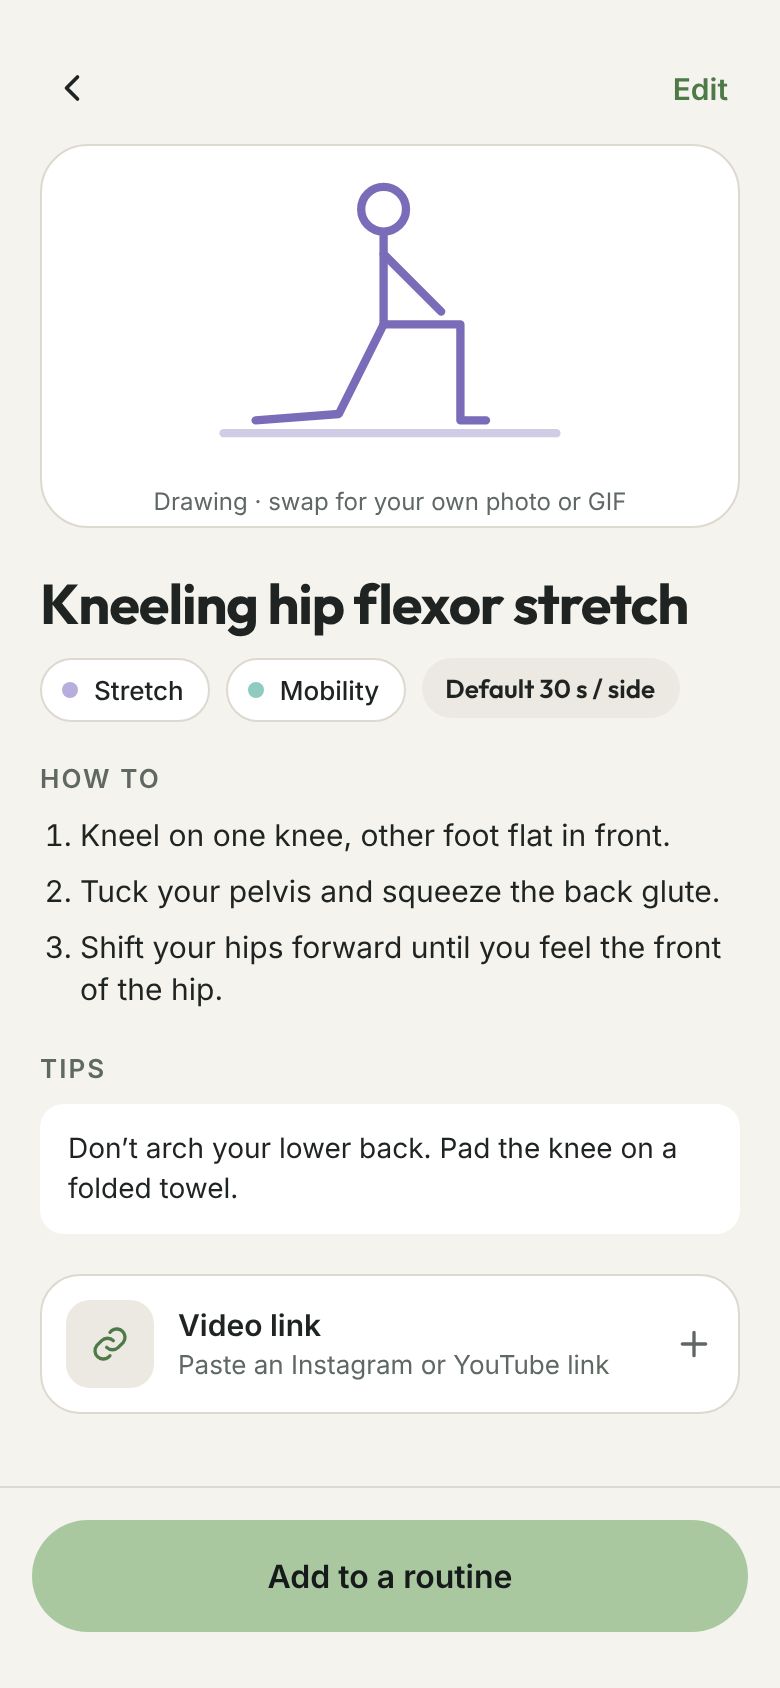 Edit
Drawing · swap for your own photo or GIF
Kneeling hip flexor stretch
Stretch
Mobility
Default 30 s / side
HOW TO
1. Kneel on one knee, other foot flat in front.
2. Tuck your pelvis and squeeze the back glute.
3. Shift your hips forward until you feel the front
of the hip.
TIPS
Don’t arch your lower back. Pad the knee on a
folded towel.
Video link
Paste an Instagram or YouTube link
Add to a routine